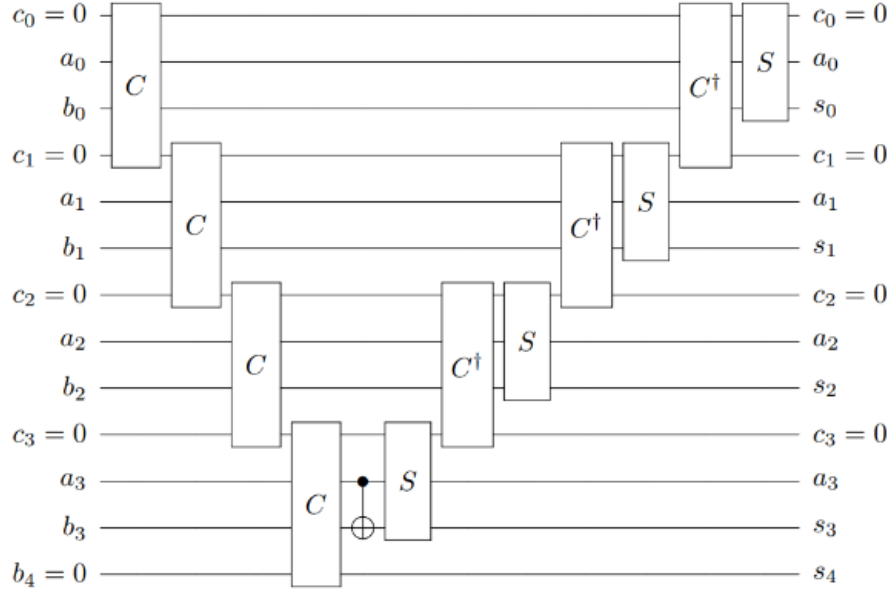 c₀ = 0 c₀ = 0
a₀ S a₀
C C†
b₀ s₀
c₁ = 0 c₁ = 0
a₁ S a₁
C C†
b₁ s₁
c₂ = 0 c₂ = 0
a₂ S a₂
C C†
b₂ s₂
c₃ = 0 c₃ = 0
a₃ S a₃
C
b₃ s₃
b₄ = 0 s₄